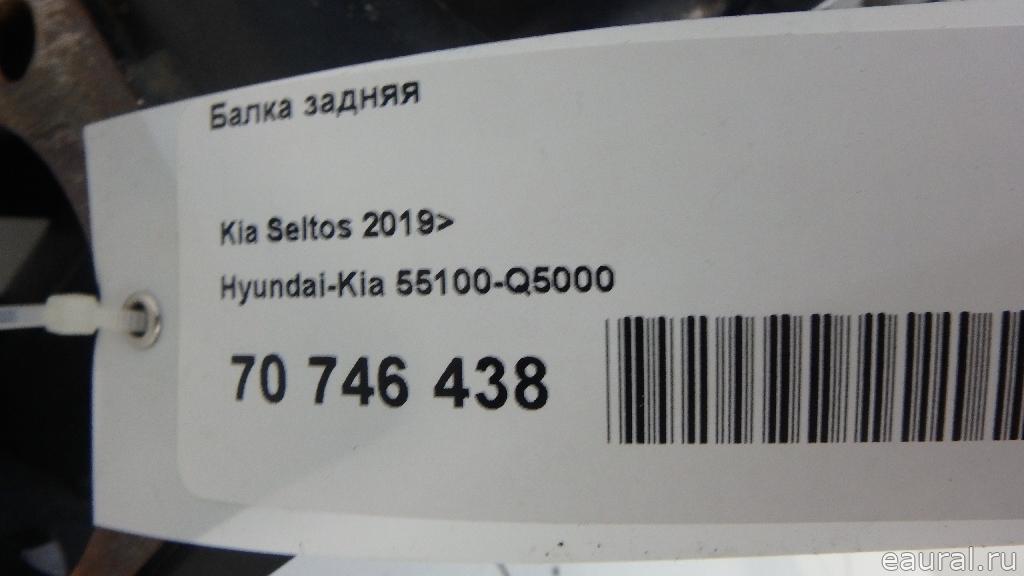 Балка задняя
Kia Seltos 2019>
Hyundai-Kia 55100-Q5000
70 746 438
eaural.ru